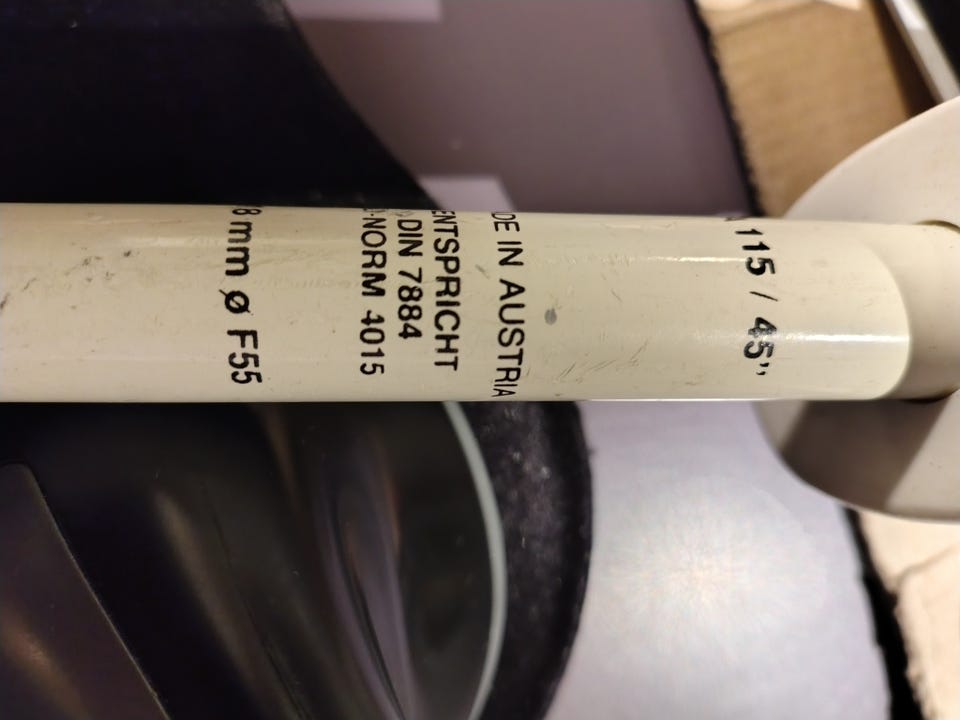 115 / 45"
DE IN AUSTRIA
ENTSPRICHT
DIN 7884
-NORM 4015
8 mm ø F55